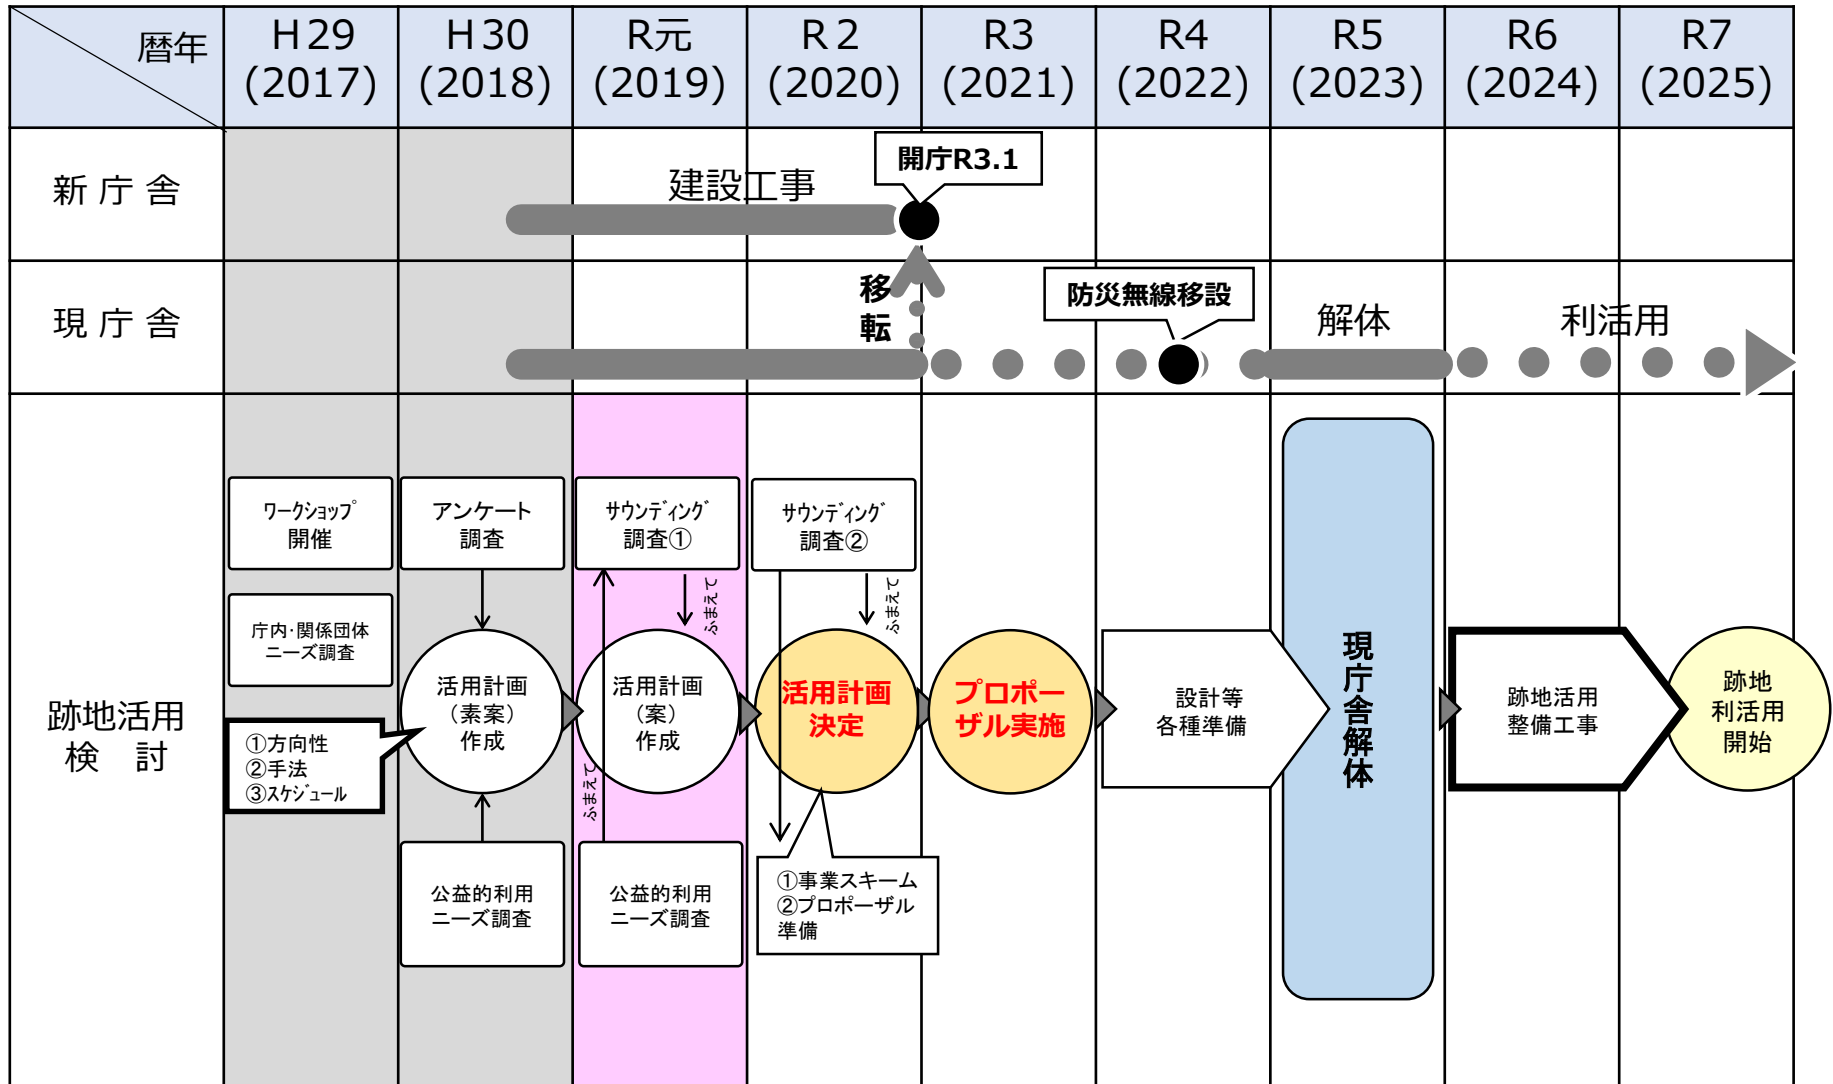 暦年
H29
(2017)
H30
(2018)
R元
(2019)
R2
(2020)
R3
(2021)
R4
(2022)
R5
(2023)
R6
(2024)
R7
(2025)
新庁舎
建設工事
開庁R3.1
現庁舎
移
転
防災無線移設
解体
利活用
跡地活用
検　討
ﾜｰｸｼｮｯﾌﾟ
開催
庁内・関係団体
ニーズ調査
①方向性
②手法
③ｽｹｼﾞｭｰﾙ
アンケート
調査
活用計画
（素案）
作成
公益的利用
ニーズ調査
ｻｳﾝﾃﾞｨﾝｸﾞ
調査①
ふまえて
活用計画
（案）
作成
ふまえて
公益的利用
ニーズ調査
ｻｳﾝﾃﾞｨﾝｸﾞ
調査②
ふまえて
活用計画
決定
①事業スキーム
②プロポーザル
準備
プロポー
ザル実施
設計等
各種準備
現庁舎解体
跡地活用
整備工事
跡地
利活用
開始